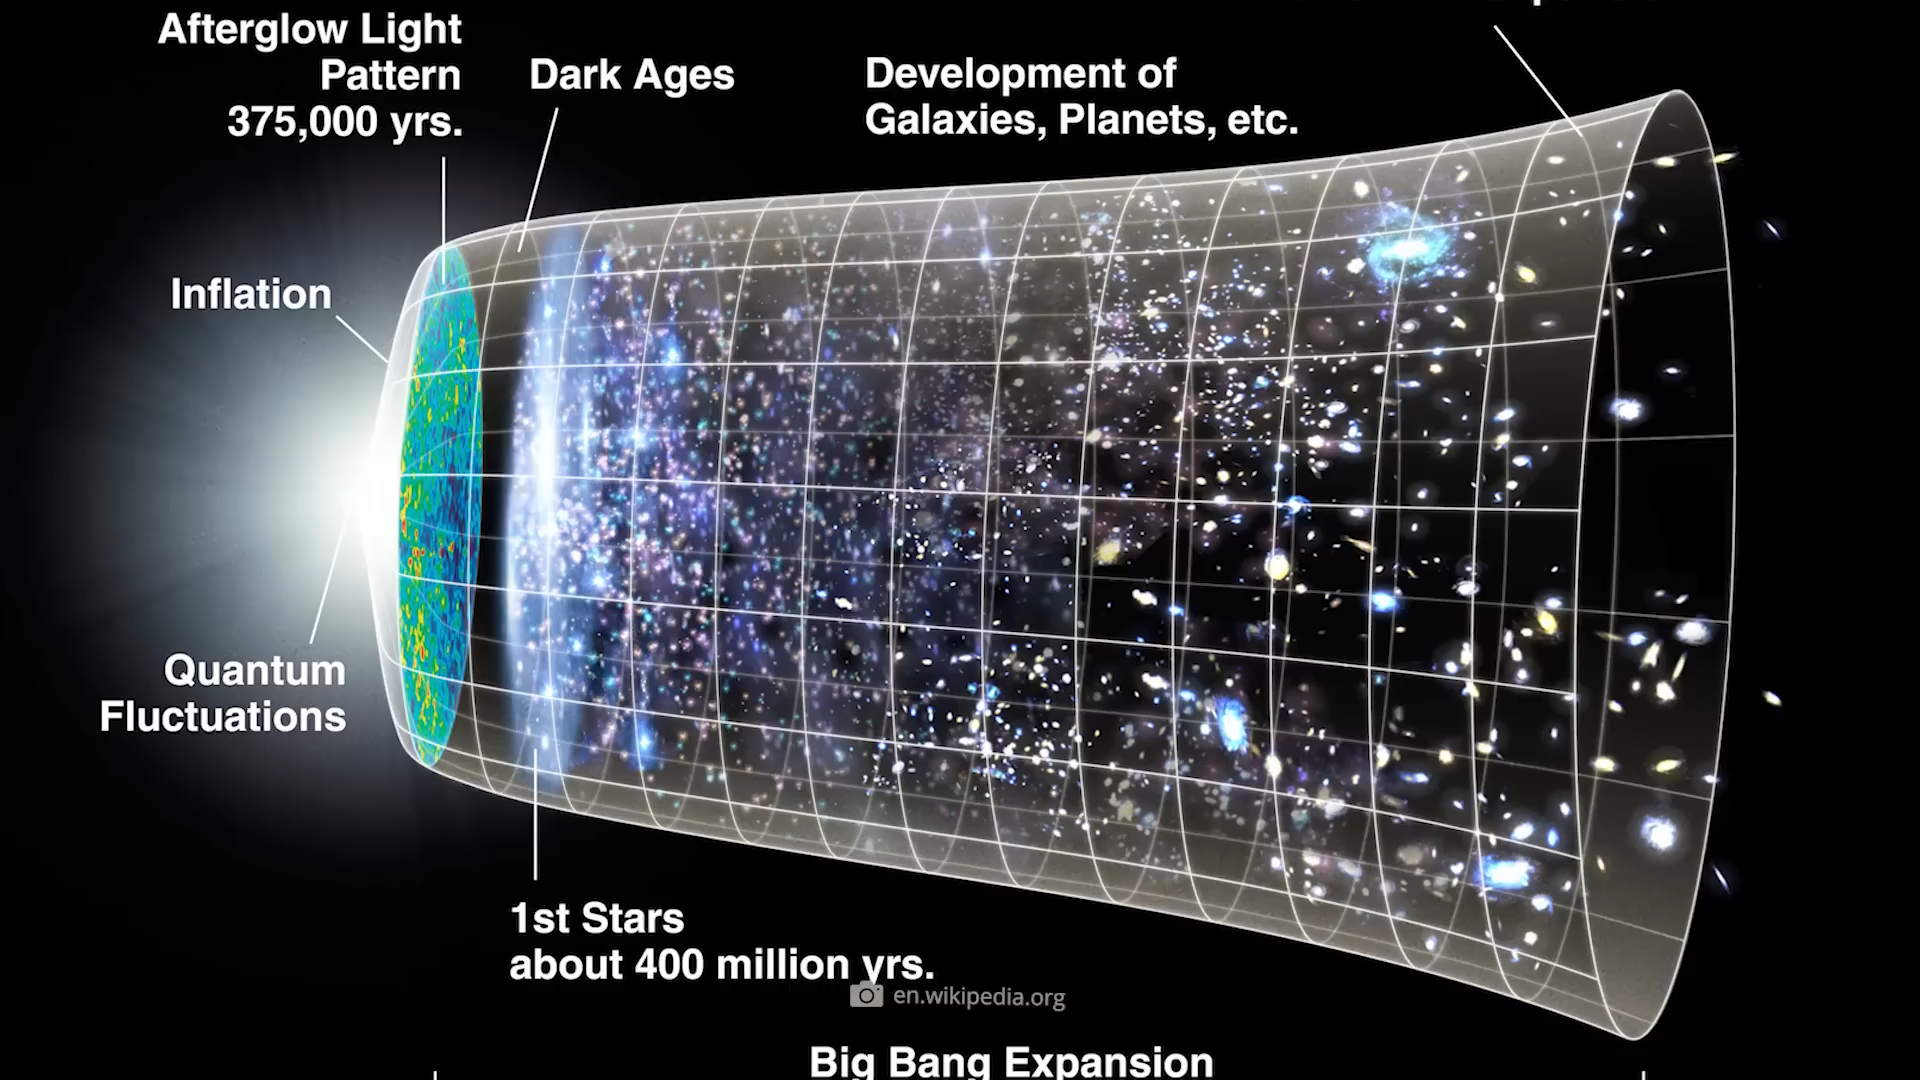 Afterglow Light
Pattern
375,000 yrs.
Dark Ages
Development of
Galaxies, Planets, etc.
Inflation
Quantum
Fluctuations
1st Stars
about 400 million yrs.
en.wikipedia.org
Big Bang Expansion